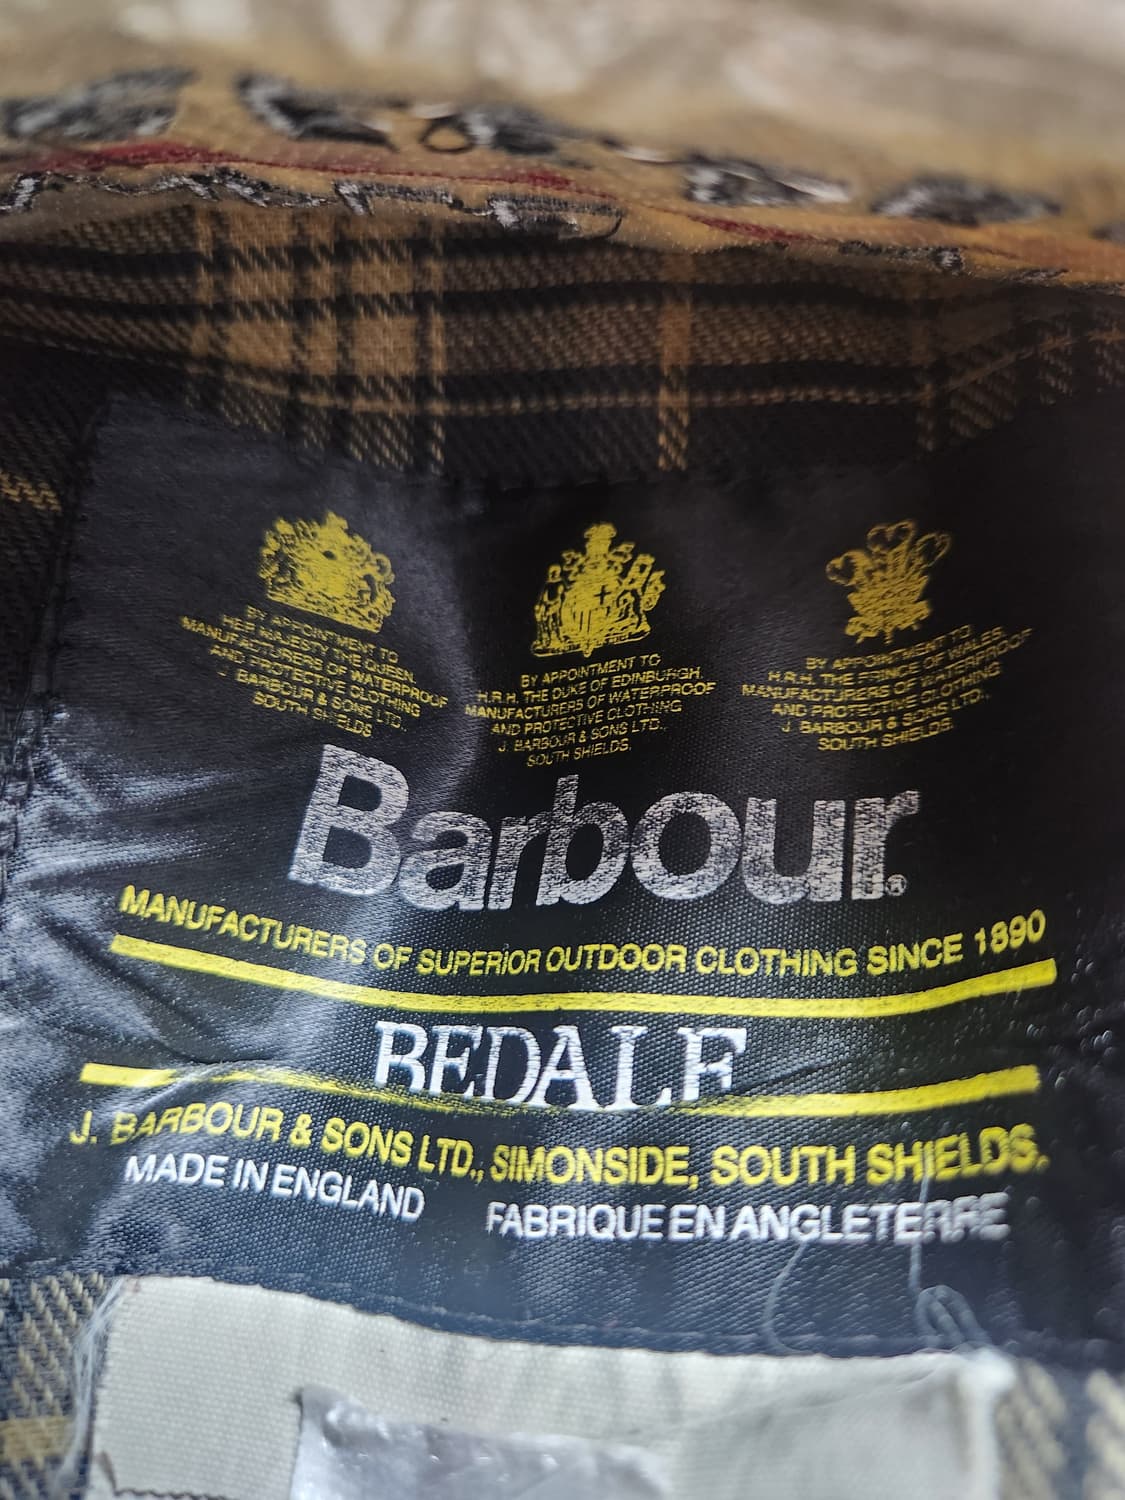 BY APPOINTMENT TO
HER MAJESTY THE QUEEN,
MANUFACTURERS OF WATERPROOF
AND PROTECTIVE CLOTHING
J. BARBOUR & SONS LTD.,
SOUTH SHIELDS
BY APPOINTMENT TO
H.R.H. THE DUKE OF EDINBURGH,
MANUFACTURERS OF WATERPROOF
AND PROTECTIVE CLOTHING
J. BARBOUR & SONS LTD.,
SOUTH SHIELDS.
BY APPOINTMENT TO
H.R.H. THE PRINCE OF WALES,
MANUFACTURERS OF WATERPROOF
AND PROTECTIVE CLOTHING
J. BARBOUR & SONS LTD.,
SOUTH SHIELDS.
Barbour®
MANUFACTURERS OF SUPERIOR OUTDOOR CLOTHING SINCE 1890
BEDALE
J. BARBOUR & SONS LTD., SIMONSIDE, SOUTH SHIELDS.
MADE IN ENGLAND FABRIQUE EN ANGLETERRE